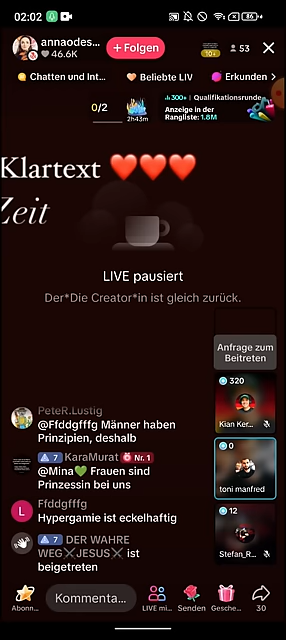 02:02
86
annaodes...
46.6K
+ Folgen
10+
53
Chatten und Int...
Beliebte LIV
Erkunden >
0/2
2h43m
300+ | Qualifikationsrunde
Anzeige in der
Rangliste: 1.8M
Klartext
Zeit
LIVE pausiert
Der*Die Creator*in ist gleich zurück.
Anfrage zum
Beitreten
320
Kian Ker...
0
toni manfred
12
Stefan_R...
PeteR.Lustig
@Ffddgfffg Männer haben
Prinzipien, deshalb
7 KaraMurat Nr. 1
@Mina💚 Frauen sind
Prinzessin bei uns
L
Ffddgfffg
Hypergamie ist eckelhaftig
7 DER WAHRE
WEG⚔JESUS⚔ ist
beigetreten
Abonn...
Kommenta...
LIVE mi...
Senden
Gesche...
30